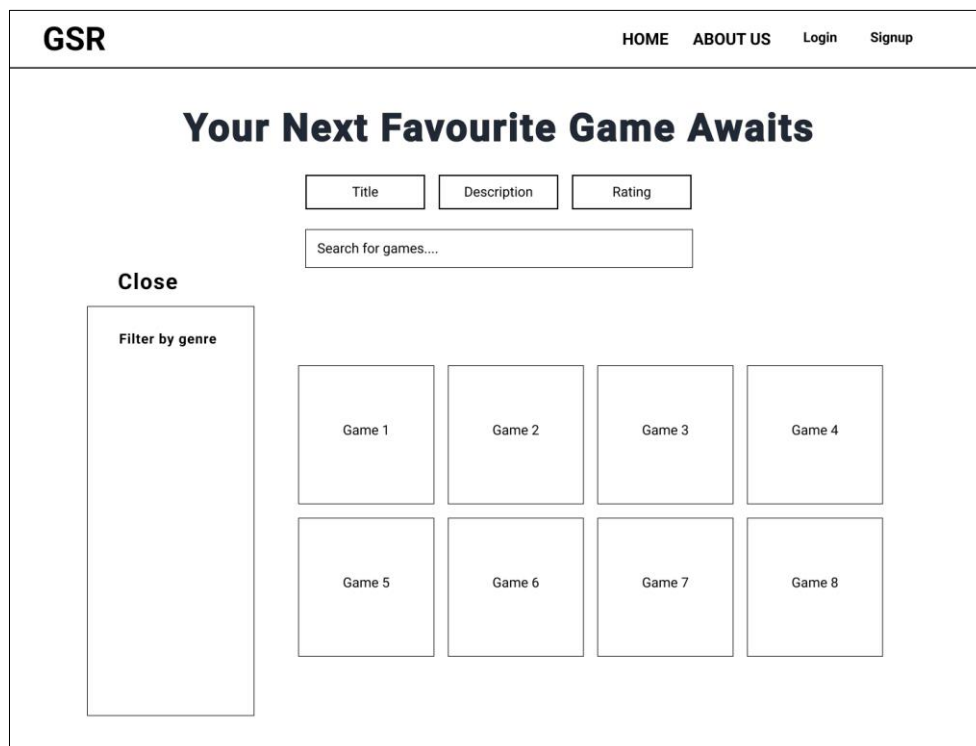 GSR HOME ABOUT US Login Signup
Your Next Favourite Game Awaits
Title Description Rating
Search for games....
Close
Filter by genre
Game 1 Game 2 Game 3 Game 4
Game 5 Game 6 Game 7 Game 8